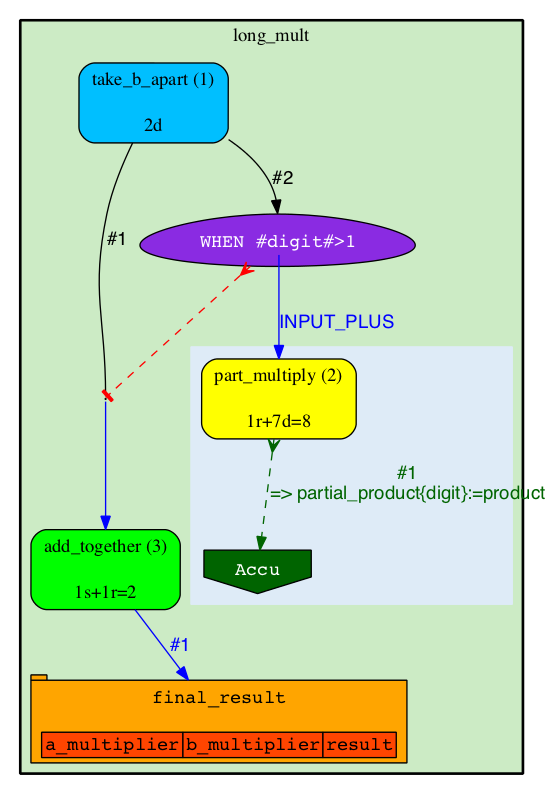 long_mult
take_b_apart (1)
2d
#2
#1
WHEN #digit#>1
INPUT_PLUS
part_multiply (2)
1r+7d=8
#1
=> partial_product{digit}:=product
add_together (3)
1s+1r=2
Accu
#1
final_result
a_multiplier b_multiplier result